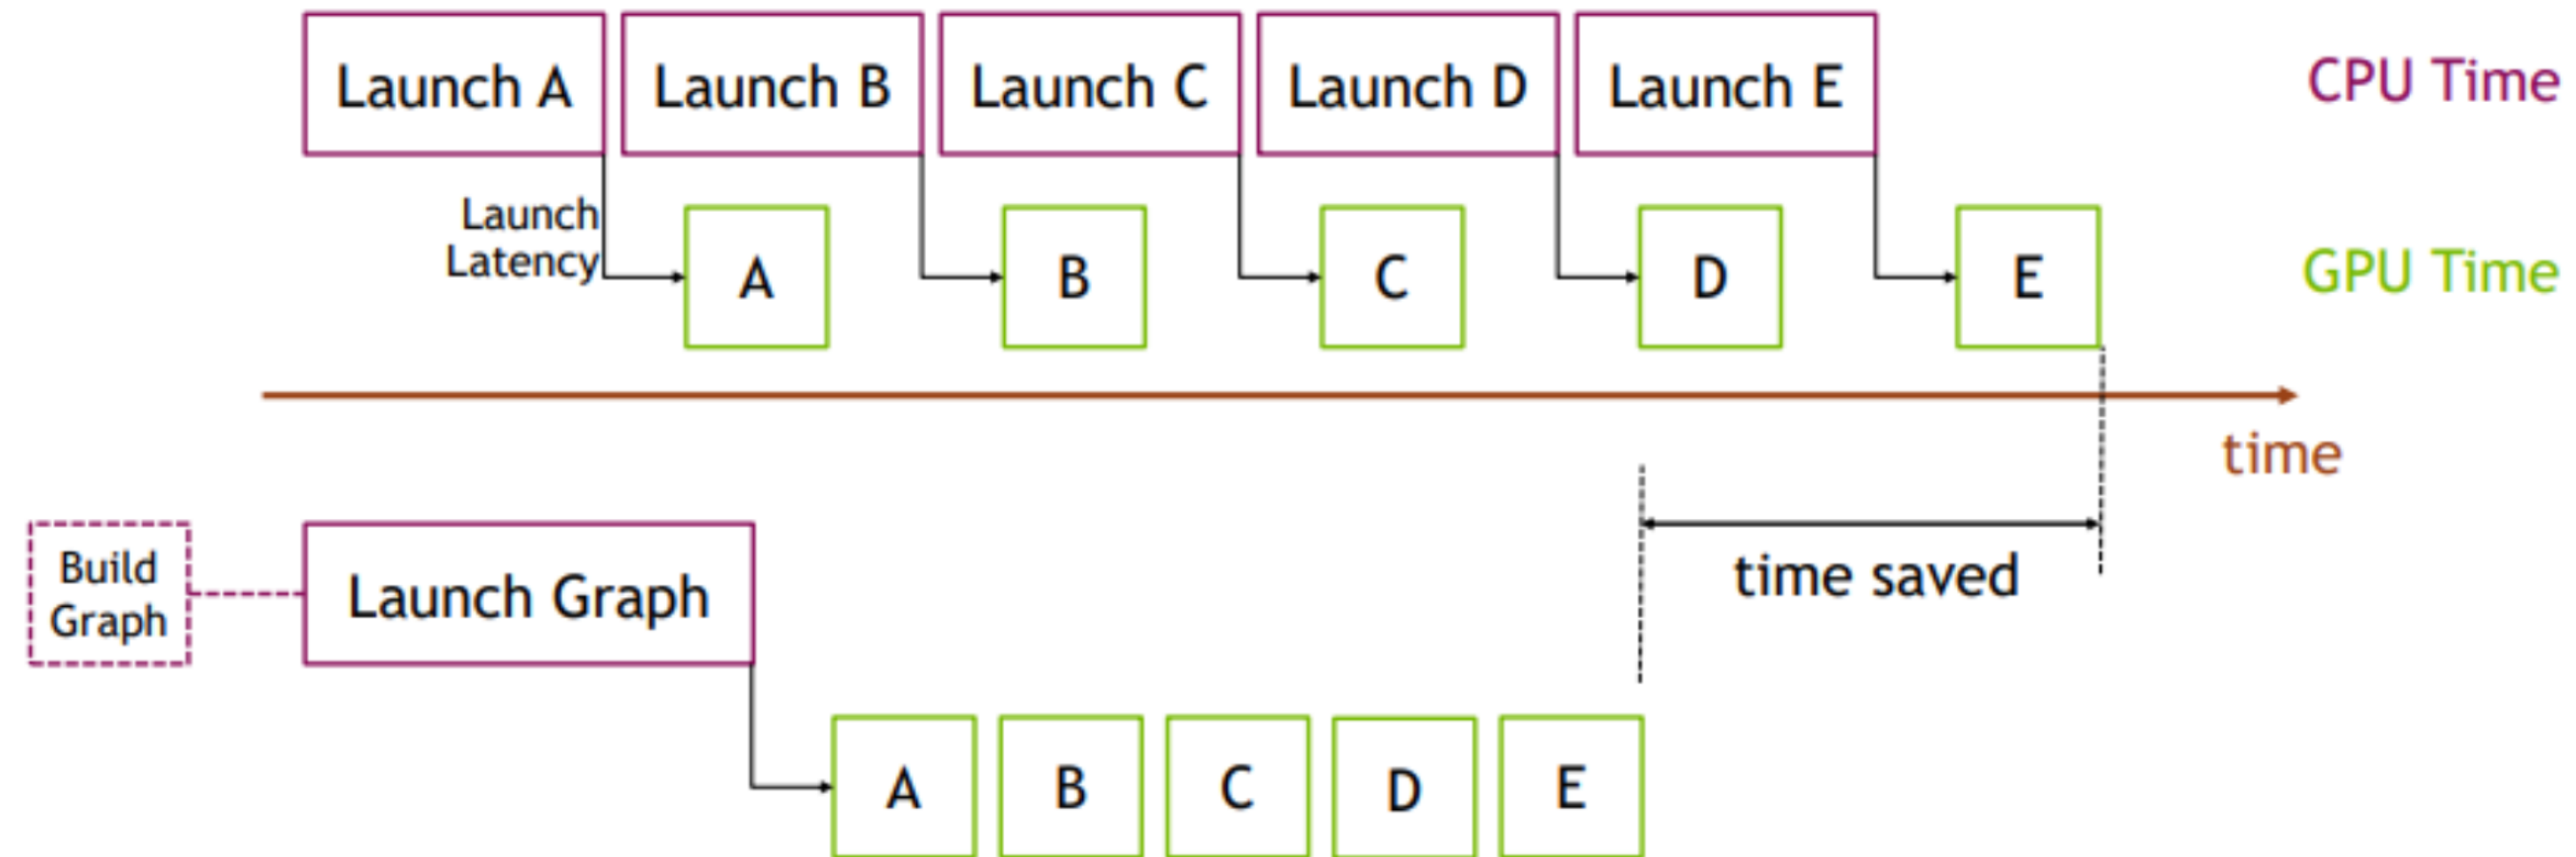 Launch A
Launch B
Launch C
Launch D
Launch E
CPU Time
Launch
Latency
A
B
C
D
E
GPU Time
time
Build
Graph
Launch Graph
time saved
A
B
C
D
E